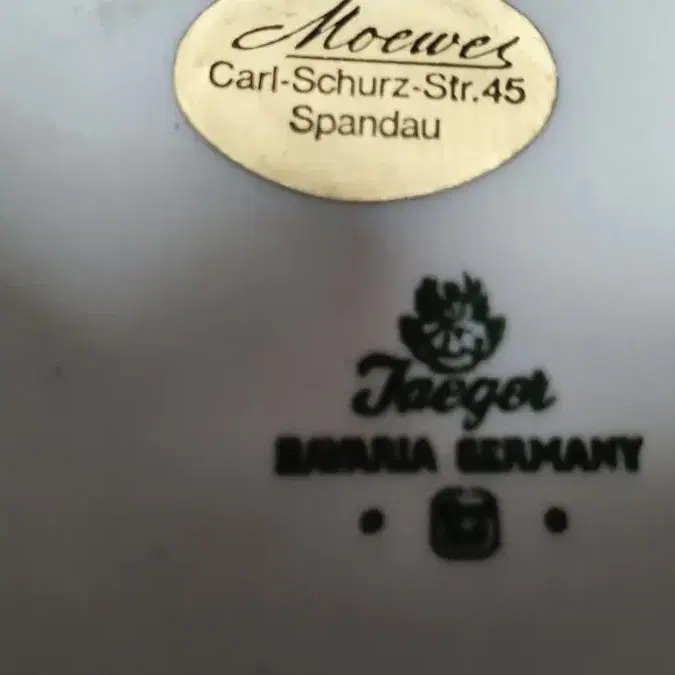 Moewes
Carl-Schurz-Str.45
Spandau
Jaeger
BAVARIA GERMANY